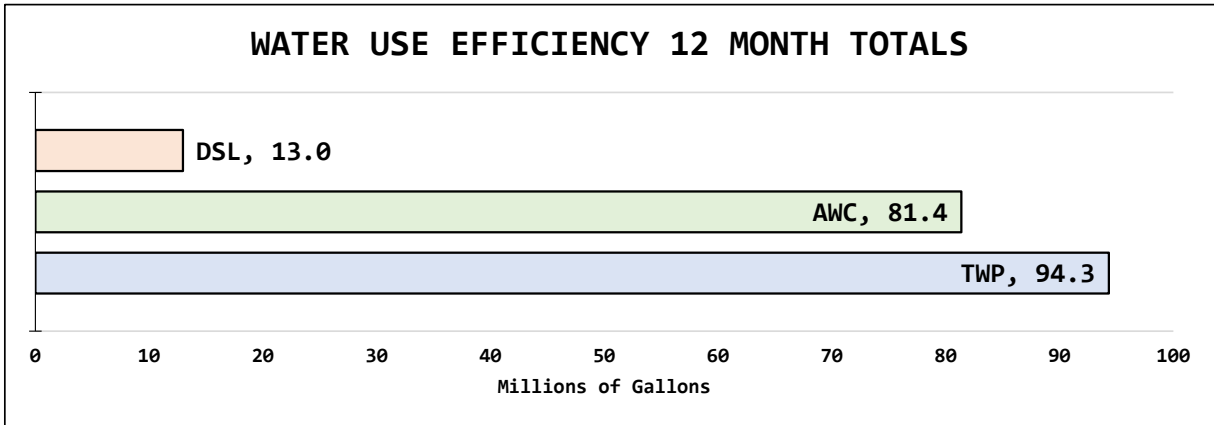 WATER USE EFFICIENCY 12 MONTH TOTALS
DSL, 13.0
AWC, 81.4
TWP, 94.3
0 10 20 30 40 50 60 70 80 90 100
Millions of Gallons